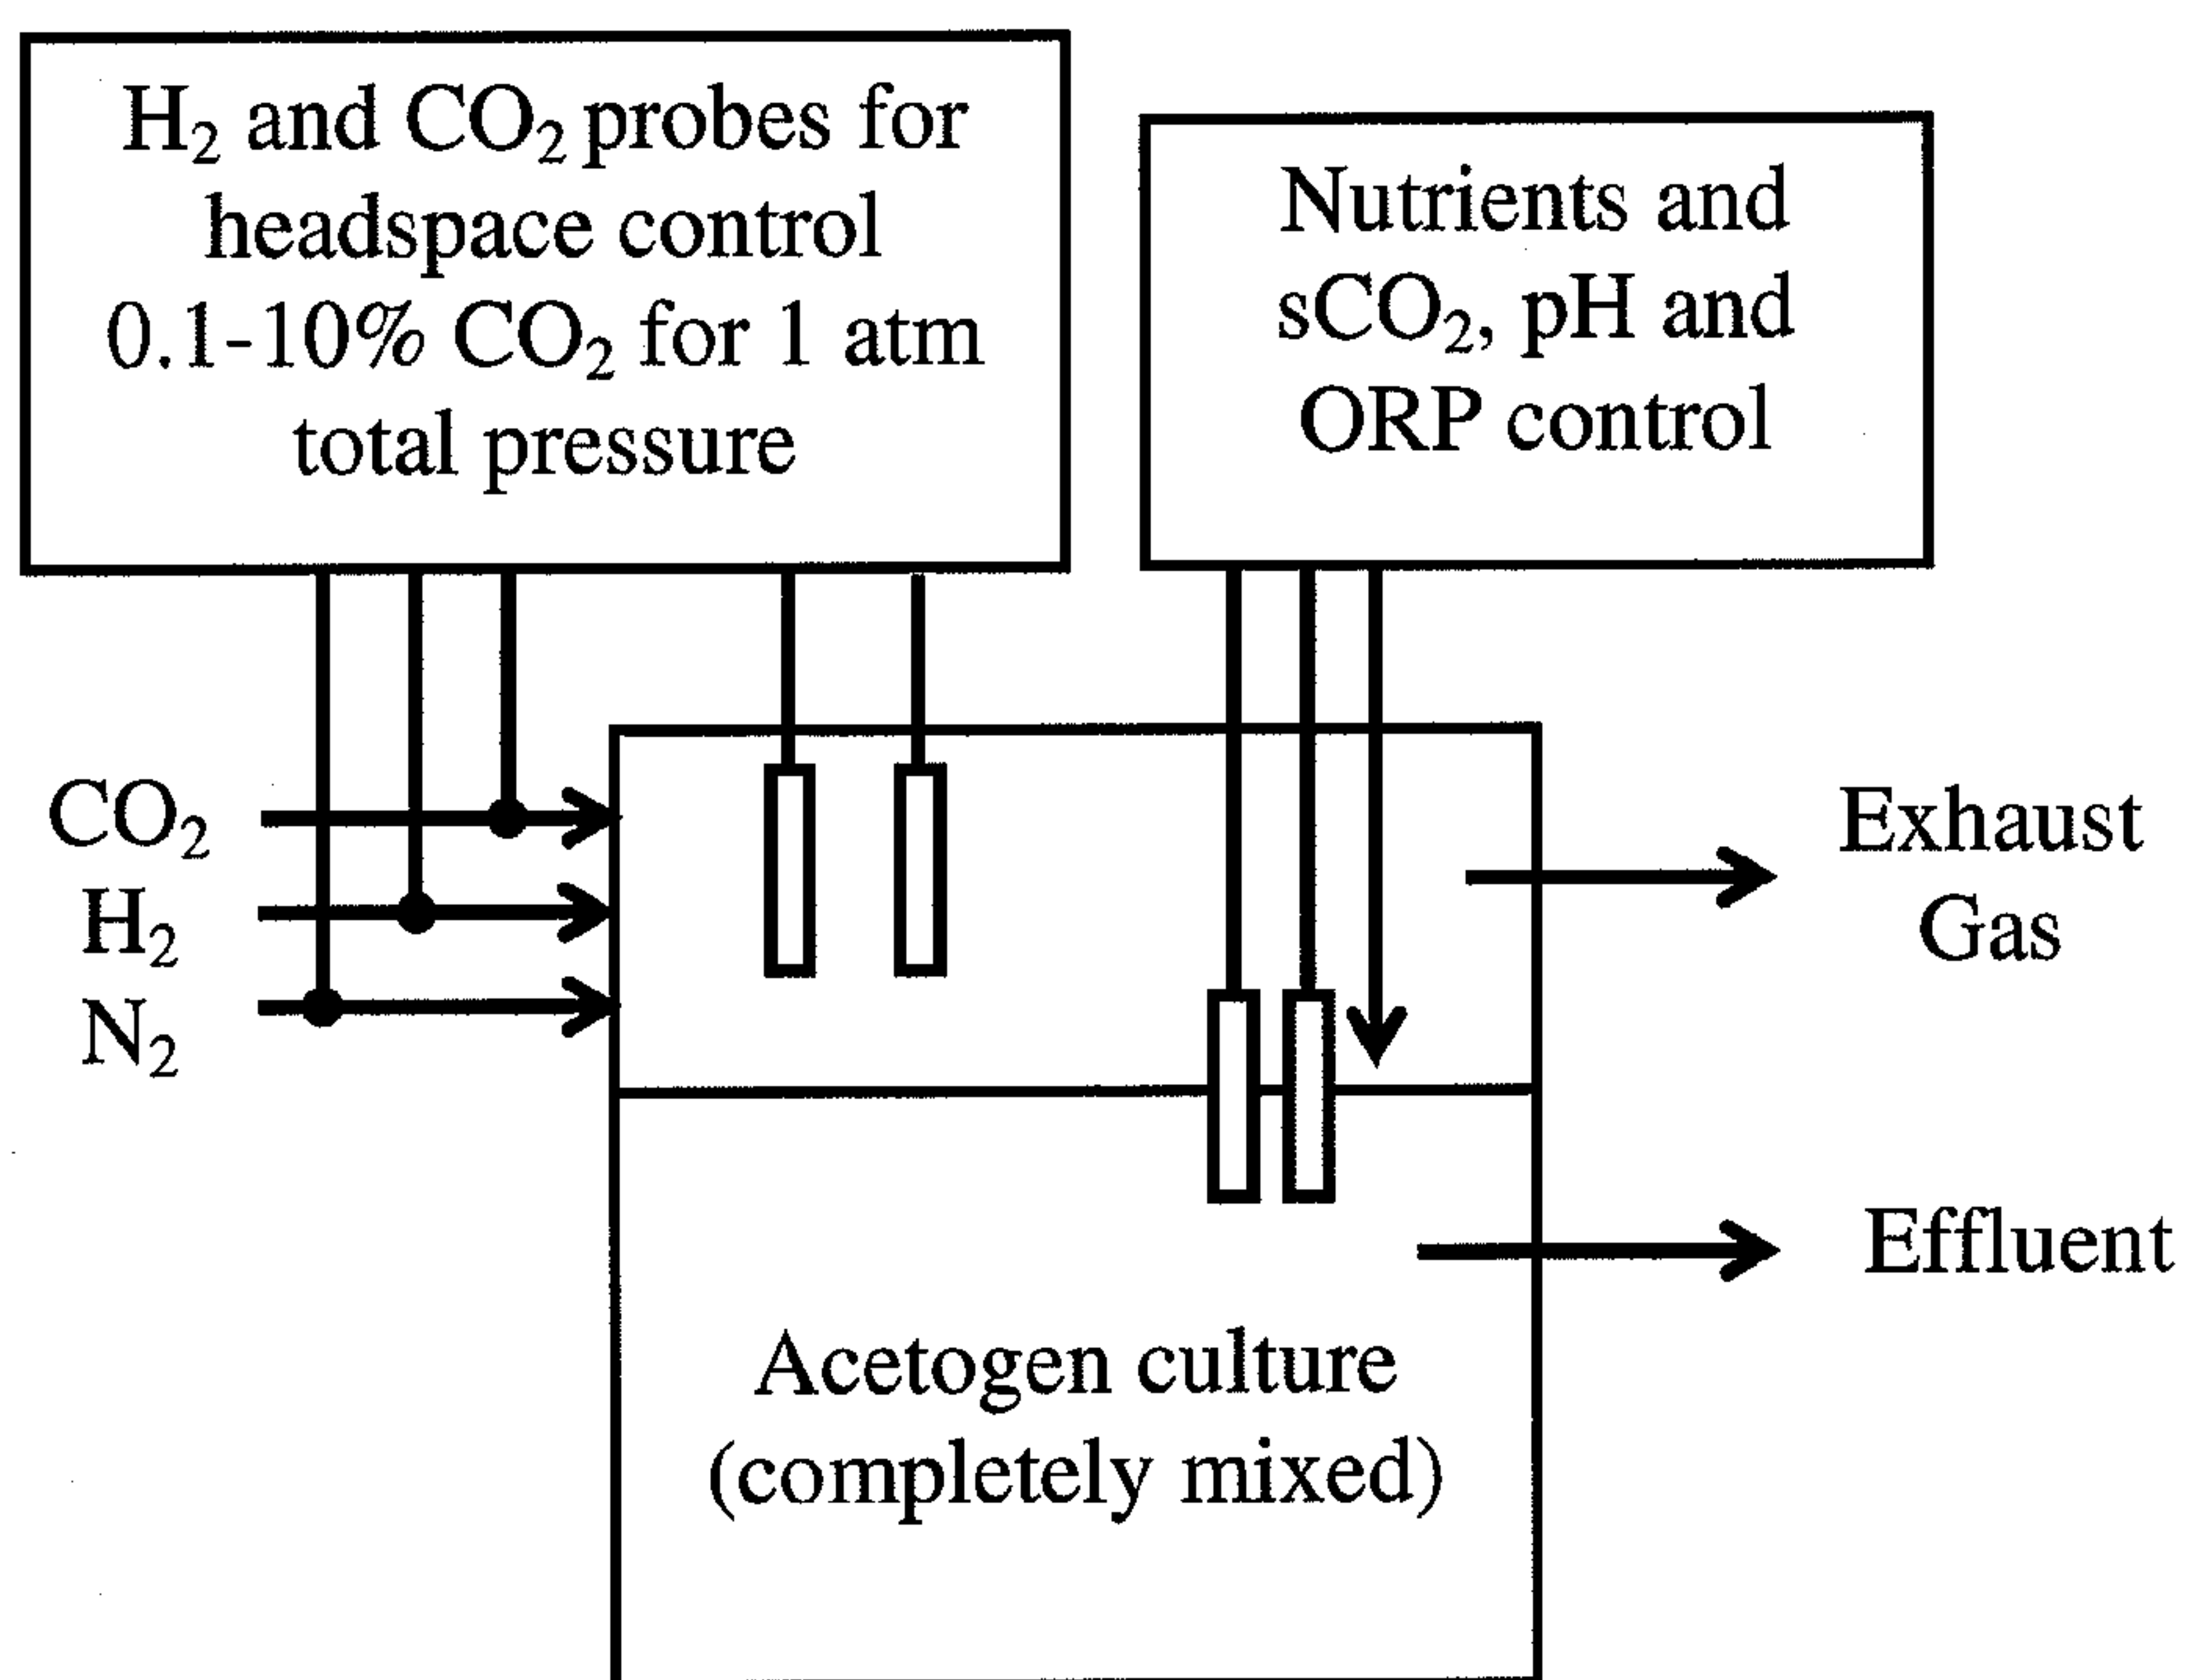 H₂ and CO₂ probes for
headspace control
0.1-10% CO₂ for 1 atm
total pressure
Nutrients and
sCO₂, pH and
ORP control
CO₂
H₂
N₂
Exhaust
Gas
Effluent
Acetogen culture
(completely mixed)